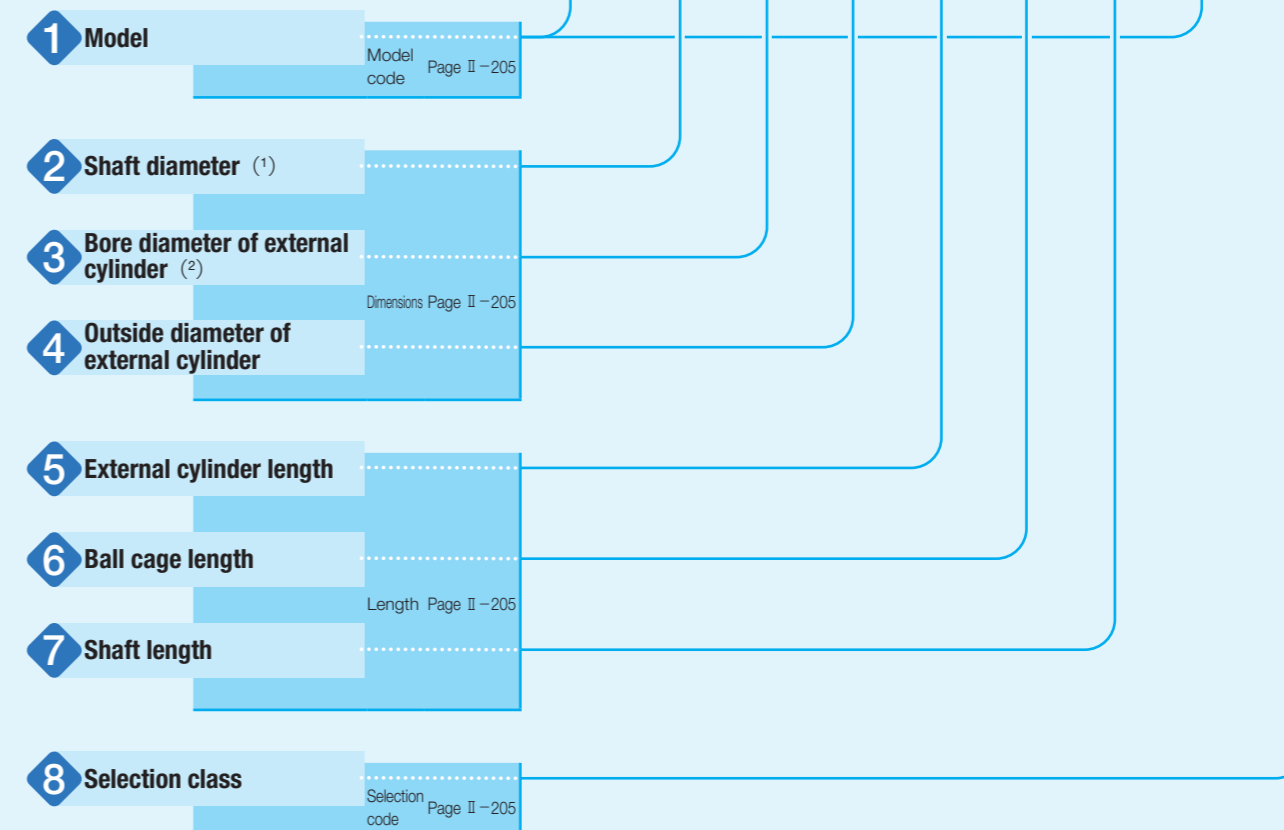 1 Model
Model
code
Page Ⅱ-205
2 Shaft diameter (¹)
3 Bore diameter of external
cylinder (²)
Dimensions Page Ⅱ-205
4 Outside diameter of
external cylinder
5 External cylinder length
6 Ball cage length
Length Page Ⅱ-205
7 Shaft length
8 Selection class
Selection
code
Page Ⅱ-205